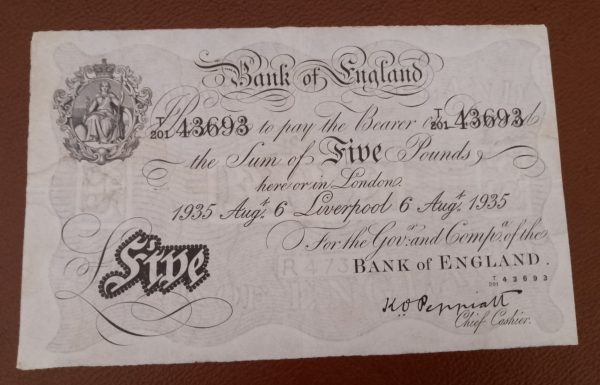 Bank of England
T/201 43693 T/201 43693
to pay the Bearer
the Sum of Five Pounds
here or in London.
1935 Augt. 6 Liverpool 6 Augt. 1935
For the Govr. and Compa. of the
BANK of ENGLAND.
T/201 43693
Five
K O Peppiatt
Chief Cashier.